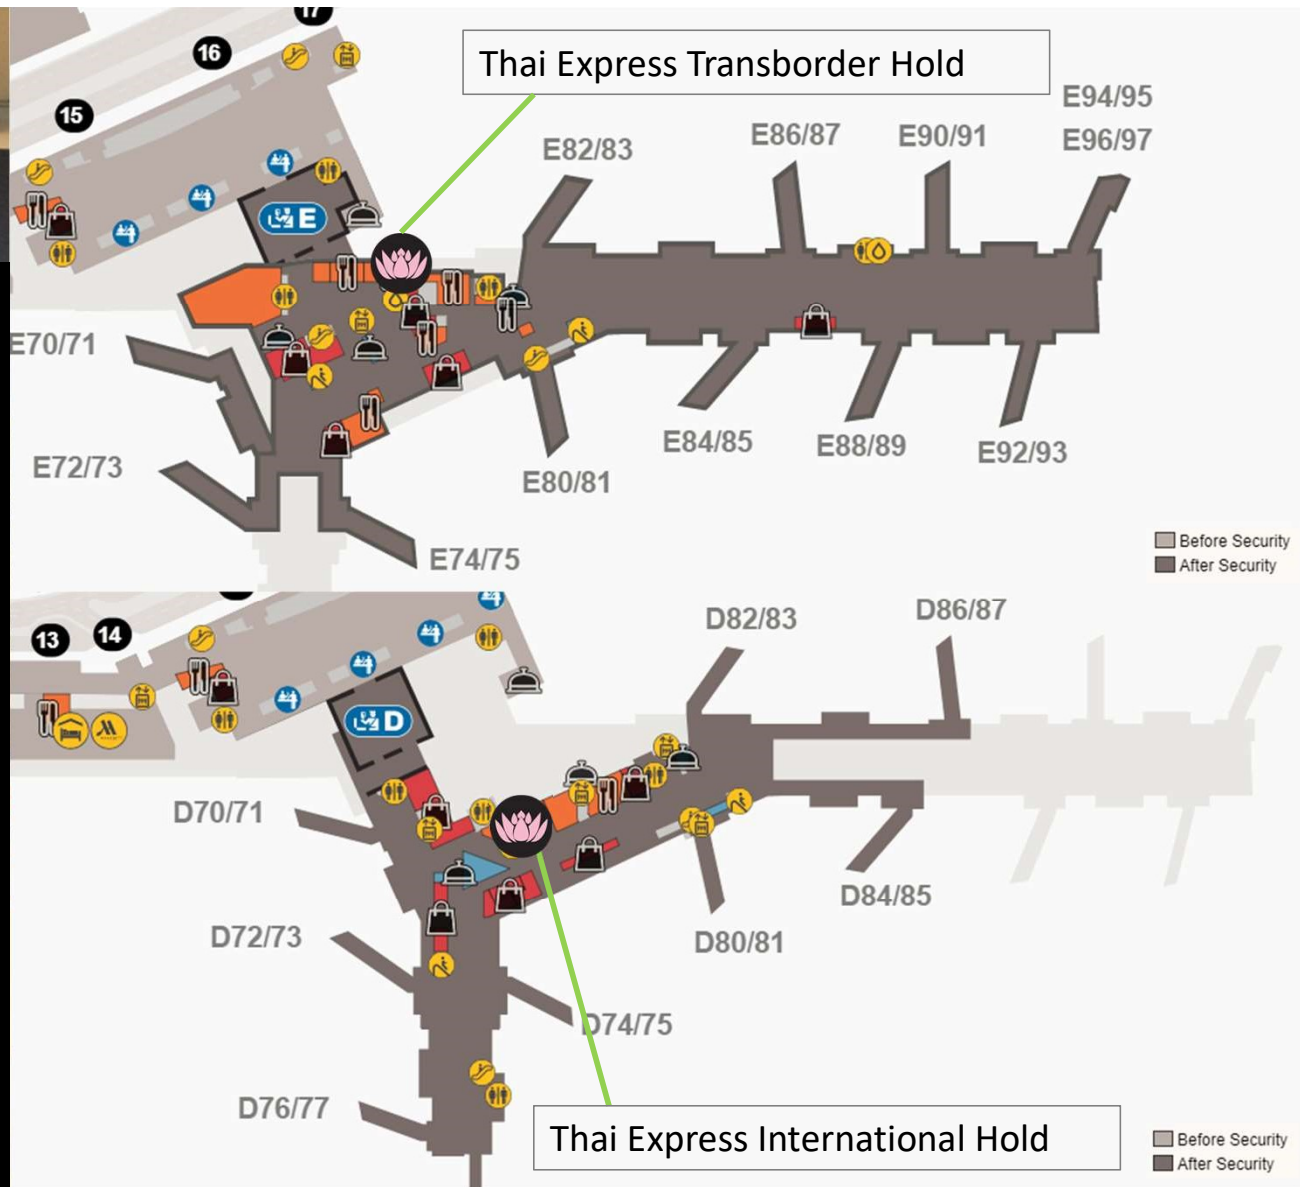 17
16
Thai Express Transborder Hold
E94/95
15
E86/87
E90/91
E96/97
E82/83
E
E70/71
E84/85
E88/89
E92/93
E72/73
E80/81
E74/75
Before Security
After Security
13
14
D82/83
D86/87
D
D70/71
D84/85
D72/73
D80/81
D74/75
D76/77
Thai Express International Hold
Before Security
After Security